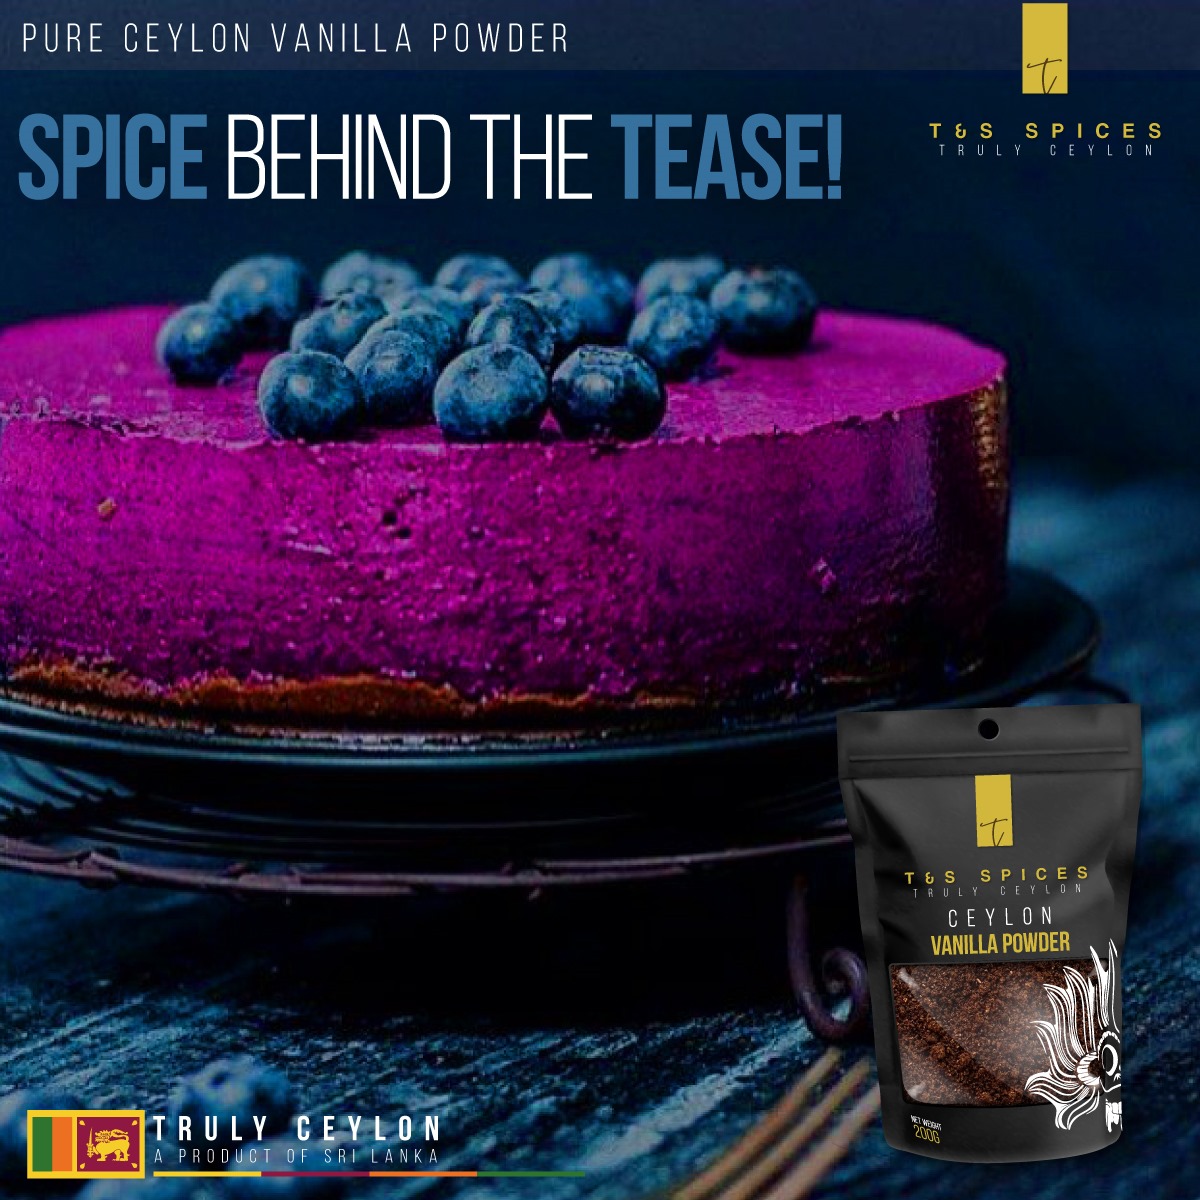 PURE CEYLON VANILLA POWDER
t
T&S SPICES
TRULY CEYLON
SPICE BEHIND THE TEASE!
t
T&S SPICES
TRULY CEYLON
CEYLON
VANILLA POWDER
NET WEIGHT
200G
TRULY CEYLON
A PRODUCT OF SRI LANKA